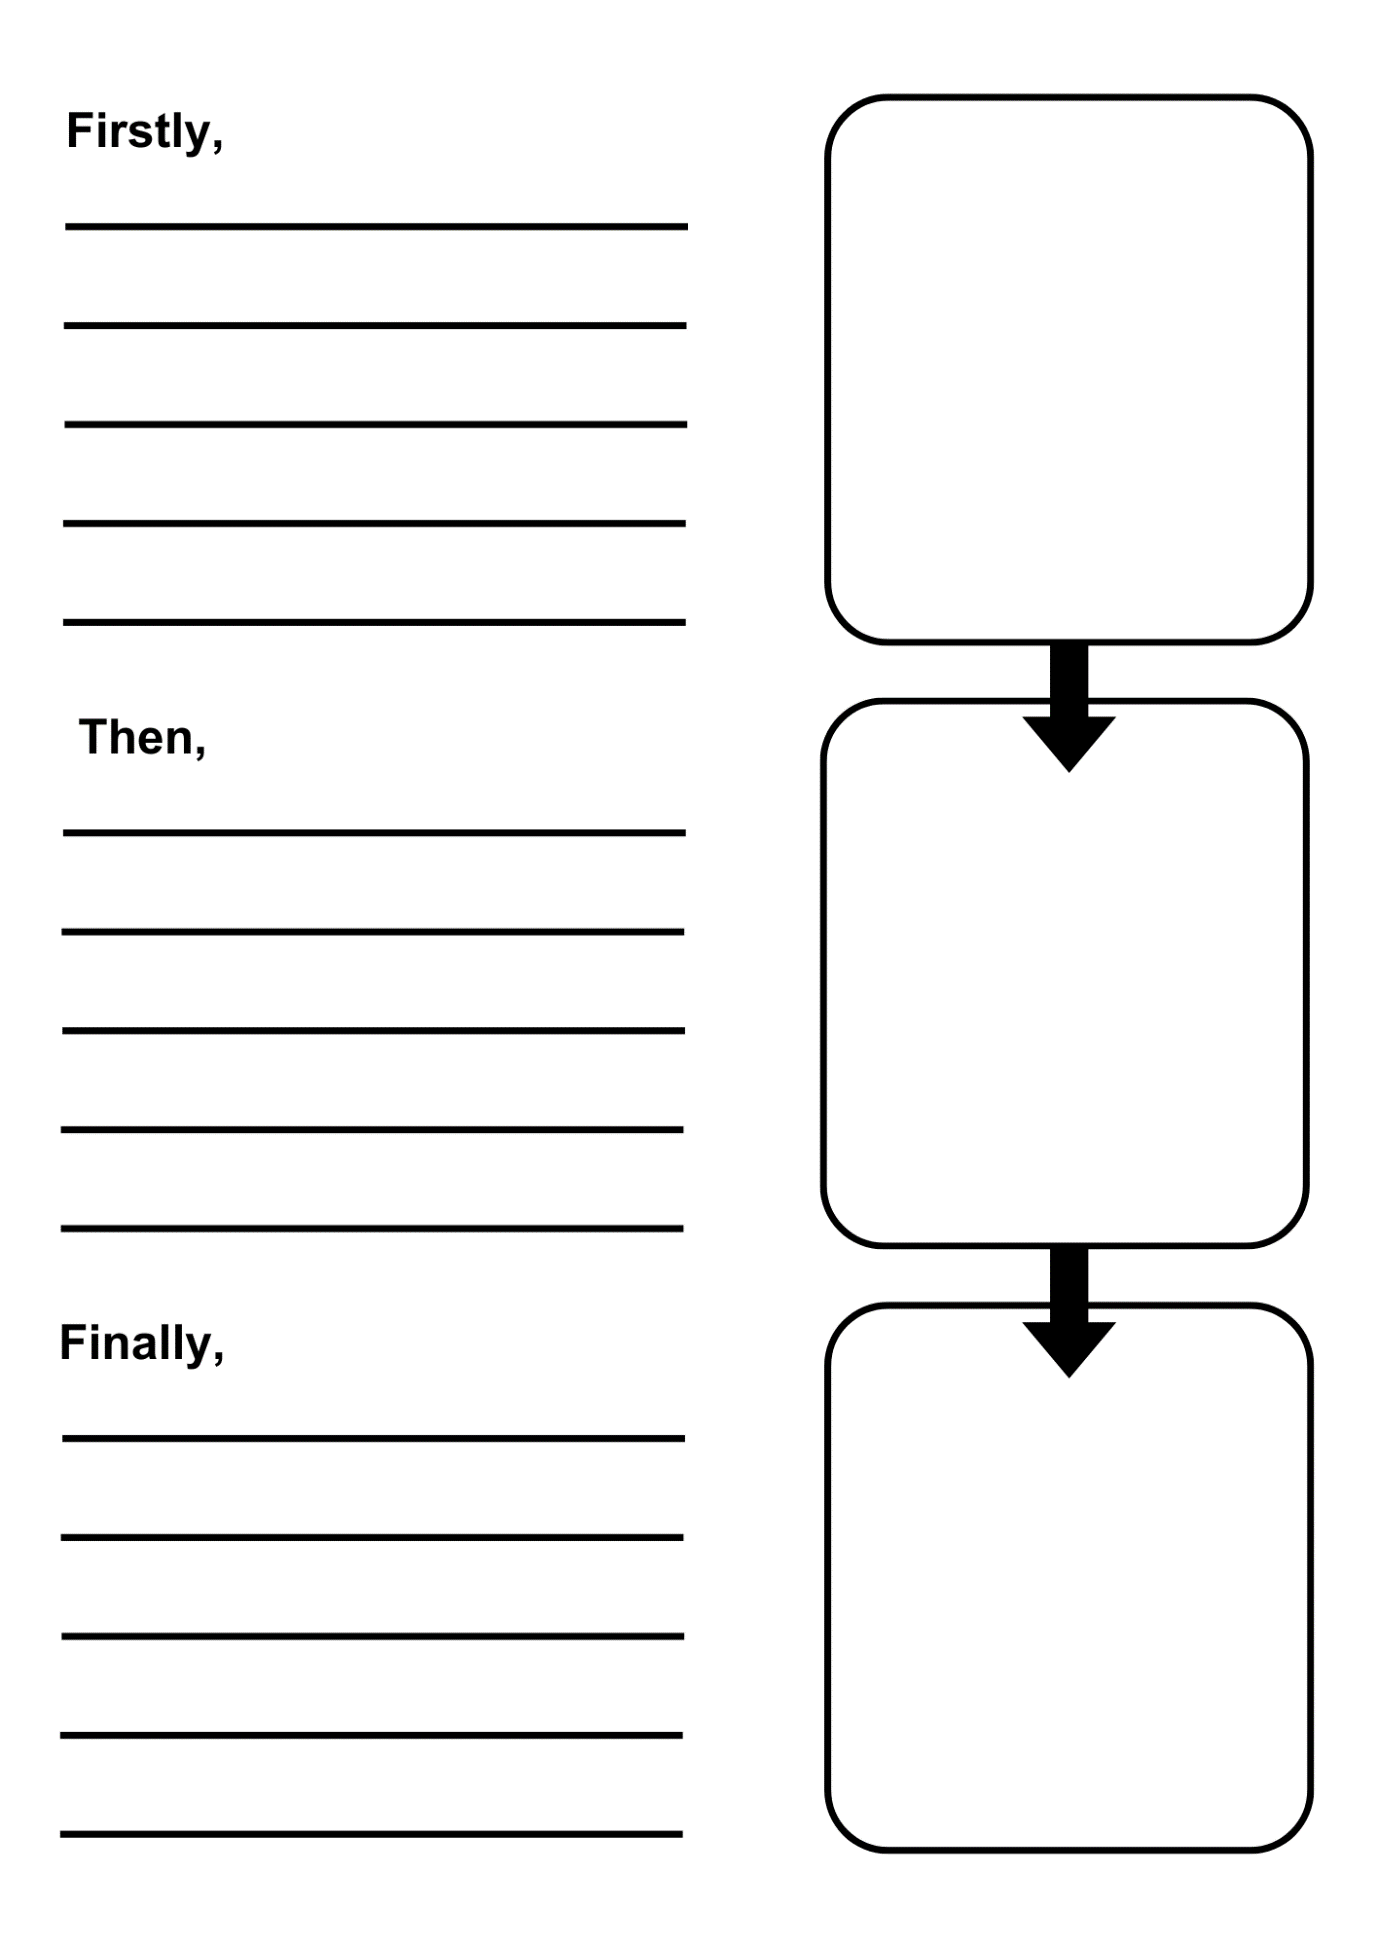 Firstly,
Then,
Finally,